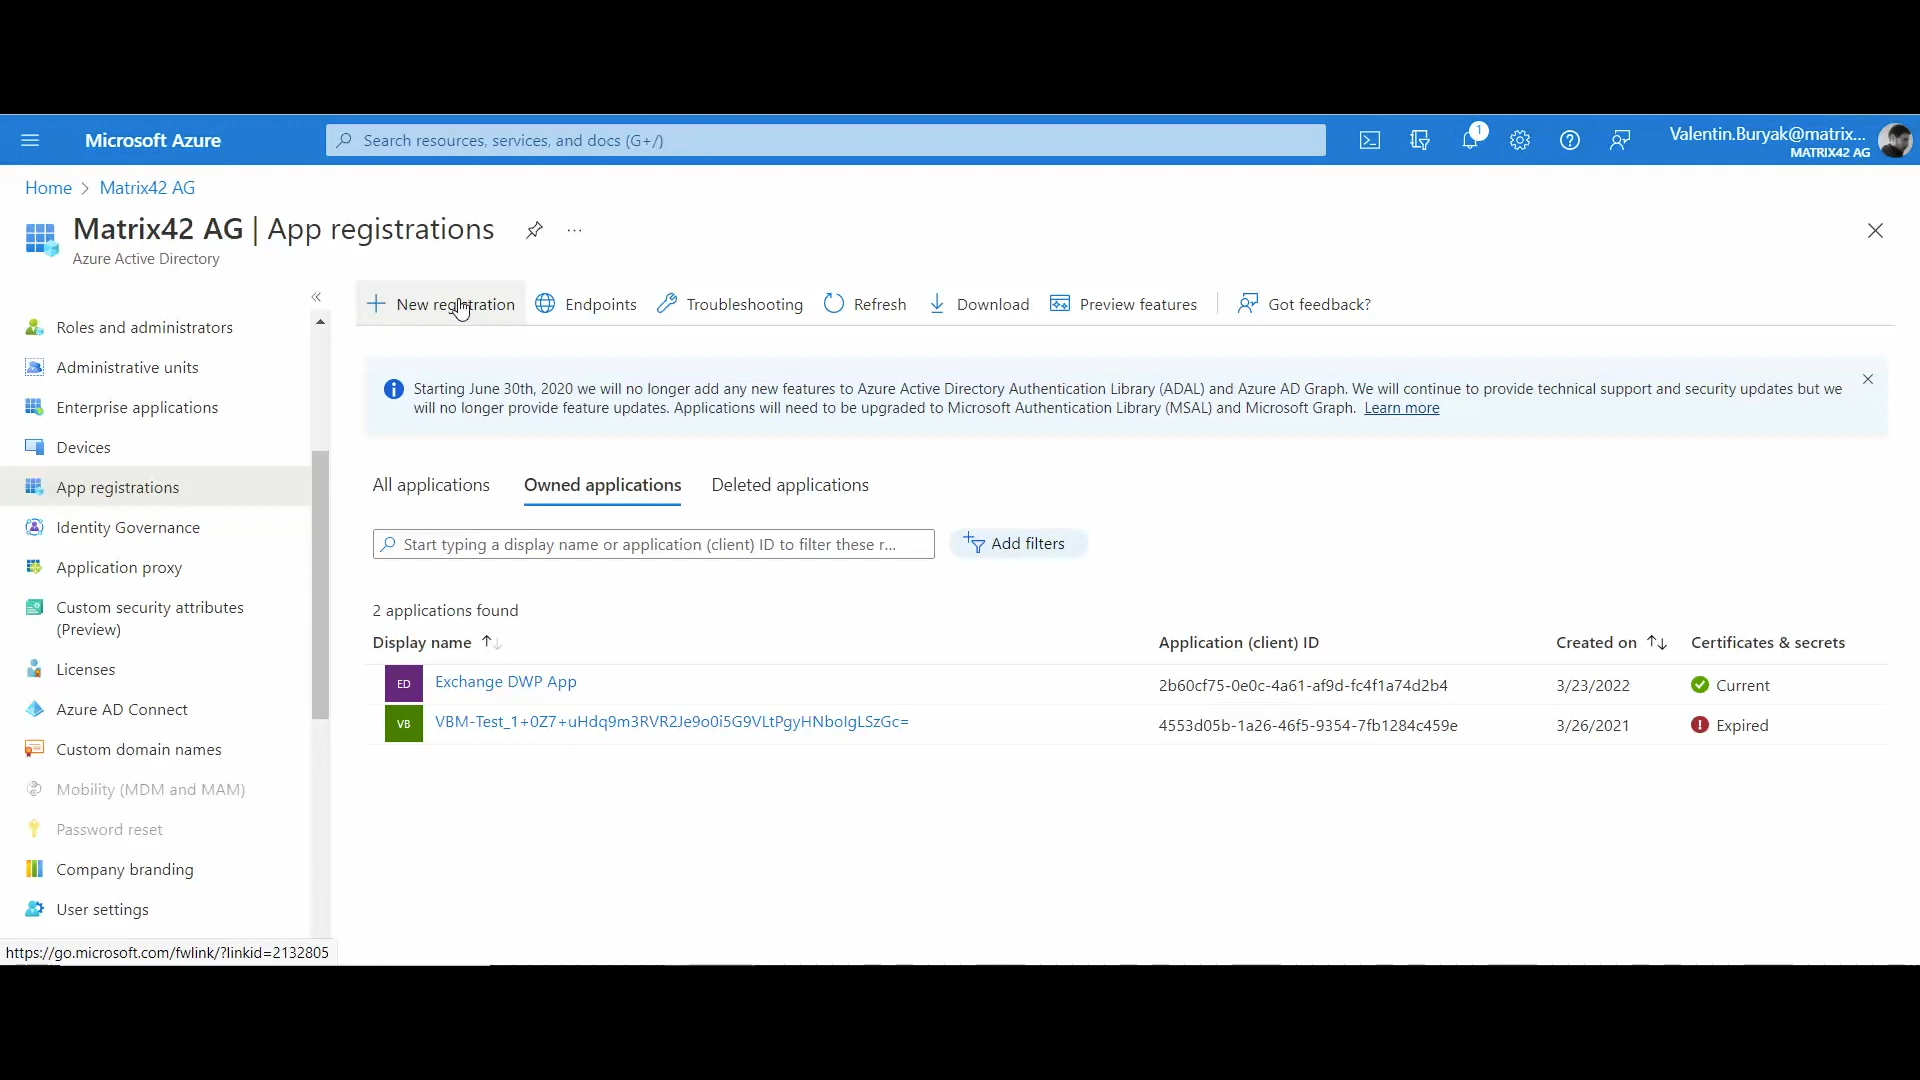 Microsoft Azure
Search resources, services, and docs (G+/)
1
Valentin.Buryak@matrix...
MATRIX42 AG
Home > Matrix42 AG
Matrix42 AG | App registrations
...
Azure Active Directory
«
Roles and administrators
Administrative units
Enterprise applications
Devices
App registrations
Identity Governance
Application proxy
Custom security attributes
(Preview)
Licenses
Azure AD Connect
Custom domain names
Mobility (MDM and MAM)
Password reset
Company branding
User settings
https://go.microsoft.com/fwlink/?linkid=2132805
New registration
Endpoints
Troubleshooting
Refresh
Download
Preview features
Got feedback?
Starting June 30th, 2020 we will no longer add any new features to Azure Active Directory Authentication Library (ADAL) and Azure AD Graph. We will continue to provide technical support and security updates but we
will no longer provide feature updates. Applications will need to be upgraded to Microsoft Authentication Library (MSAL) and Microsoft Graph. Learn more
All applications
Owned applications
Deleted applications
Start typing a display name or application (client) ID to filter these r...
Add filters
2 applications found
Display name
Application (client) ID
Created on
Certificates & secrets
ED
Exchange DWP App
2b60cf75-0e0c-4a61-af9d-fc4f1a74d2b4
3/23/2022
Current
VB
VBM-Test_1+0Z7+uHdq9m3RVR2Je9o0i5G9VLtPgyHNboIgLSzGc=
4553d05b-1a26-46f5-9354-7fb1284c459e
3/26/2021
Expired